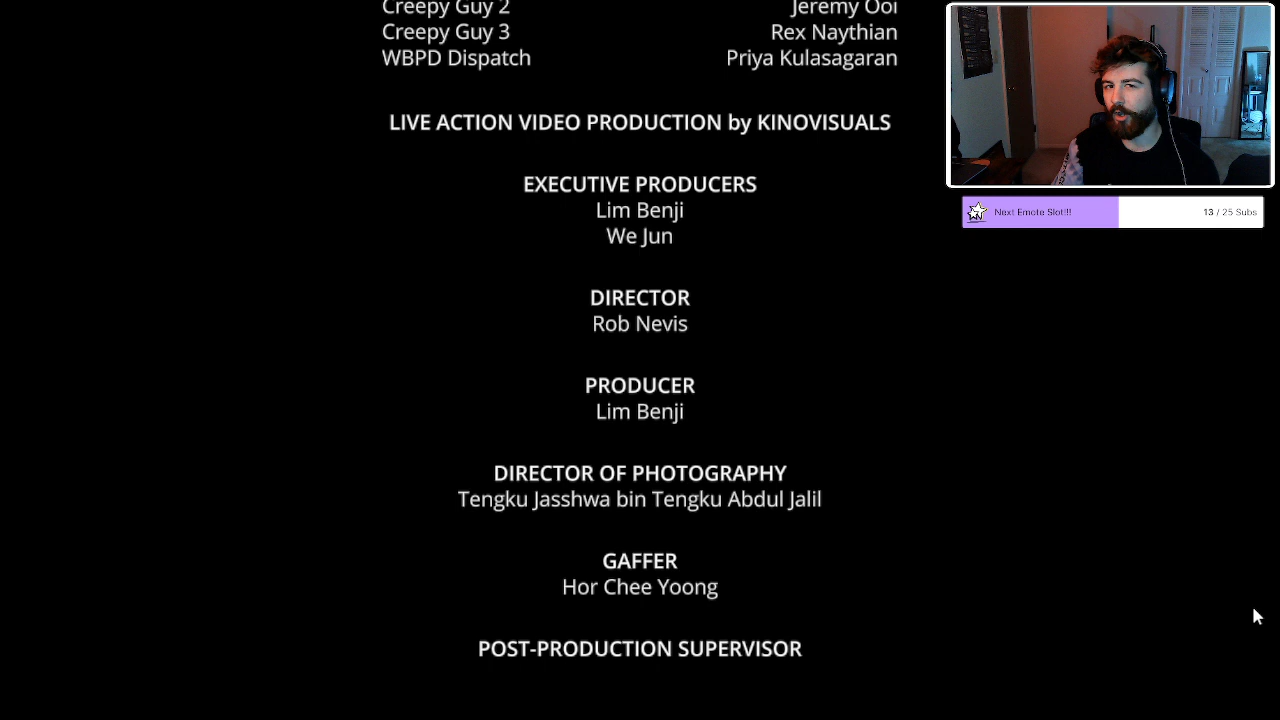 Creepy Guy 2 Jeremy Ooi
Creepy Guy 3 Rex Naythian
WBPD Dispatch Priya Kulasagaran
LIVE ACTION VIDEO PRODUCTION by KINOVISUALS
EXECUTIVE PRODUCERS
Lim Benji
We Jun
DIRECTOR
Rob Nevis
PRODUCER
Lim Benji
DIRECTOR OF PHOTOGRAPHY
Tengku Jasshwa bin Tengku Abdul Jalil
GAFFER
Hor Chee Yoong
POST-PRODUCTION SUPERVISOR
Next Emote Slot!!! 13 / 25 Subs